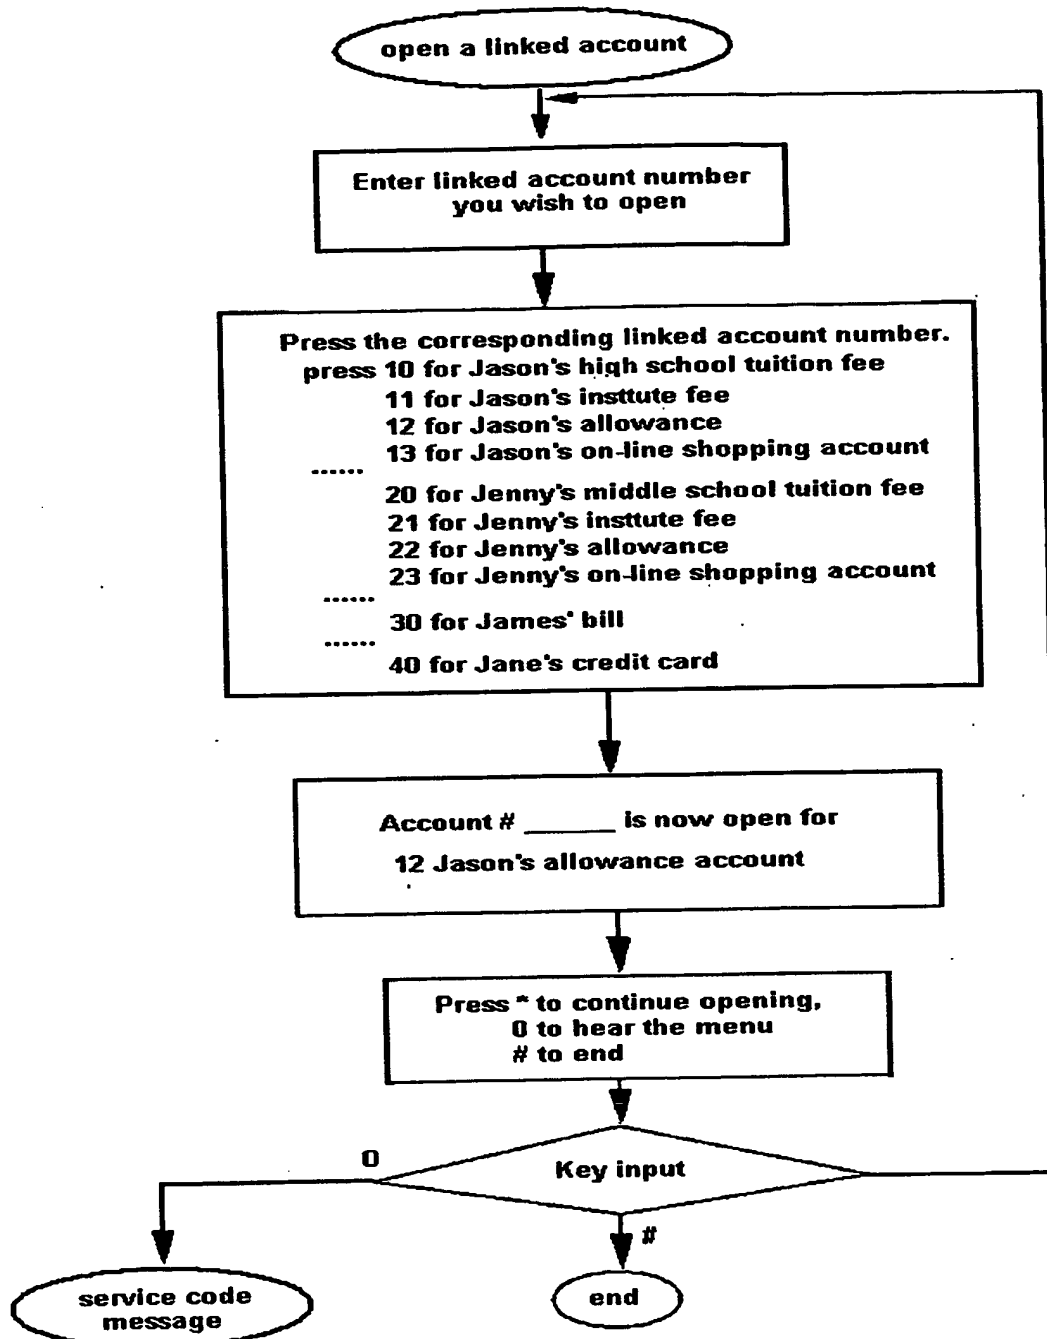 open a linked account
Enter linked account number
you wish to open
Press the corresponding linked account number.
press 10 for Jason's high school tuition fee
11 for Jason's insttute fee
12 for Jason's allowance
13 for Jason's on-line shopping account
......
20 for Jenny's middle school tuition fee
21 for Jenny's insttute fee
22 for Jenny's allowance
23 for Jenny's on-line shopping account
......
30 for James' bill
......
40 for Jane's credit card
Account # ______ is now open for
12 Jason's allowance account
Press * to continue opening,
0 to hear the menu
# to end
0
Key input
#
service code
message
end